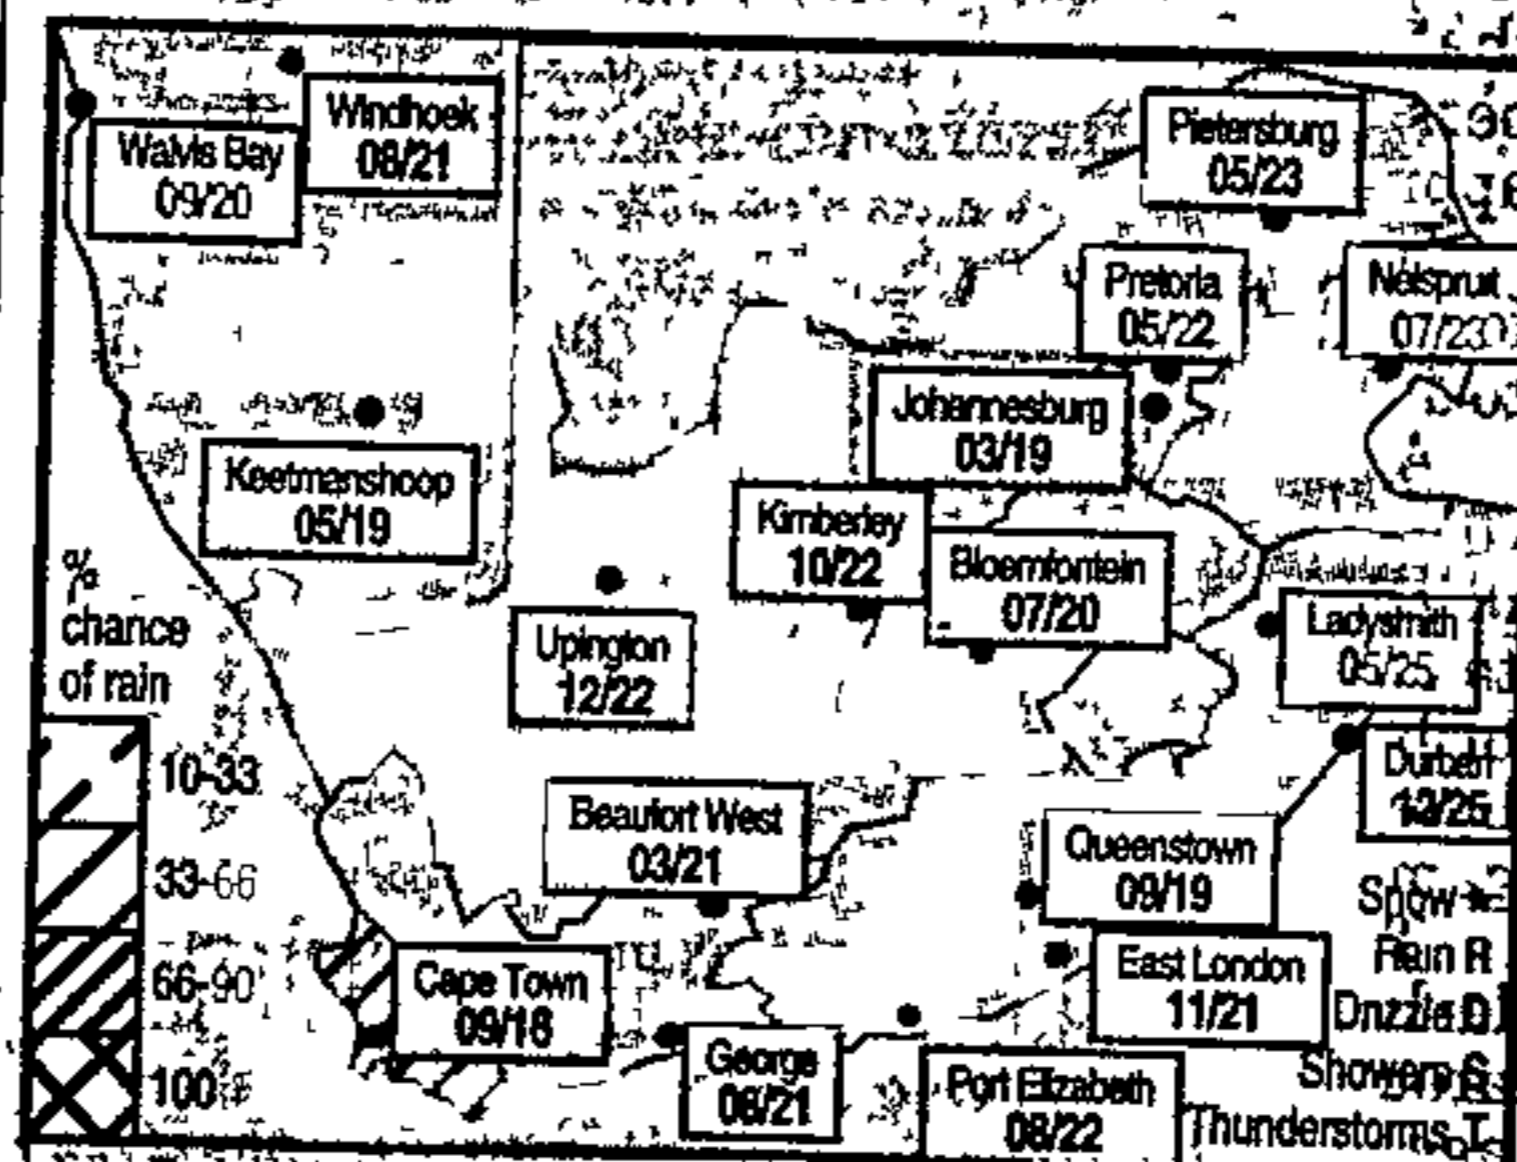 Windhoek
08/21
Walvis Bay
09/20
Pietersburg
05/23
Pretoria
05/22
Nelspruit
07/23
Johannesburg
03/19
Keetmanshoop
05/19
Kimberley
10/22
Bloemfontein
07/20
Ladysmith
05/25
Upington
12/22
%
chance
of rain
10-33
33-66
66-90
100
Durban
Beaufort West
03/21
Queenstown
09/19
Cape Town
09/18
East London
11/21
George
08/21
Port Elizabeth
08/22
Snow
Rain R
Drizzle D
Showers S
Thunderstorms T